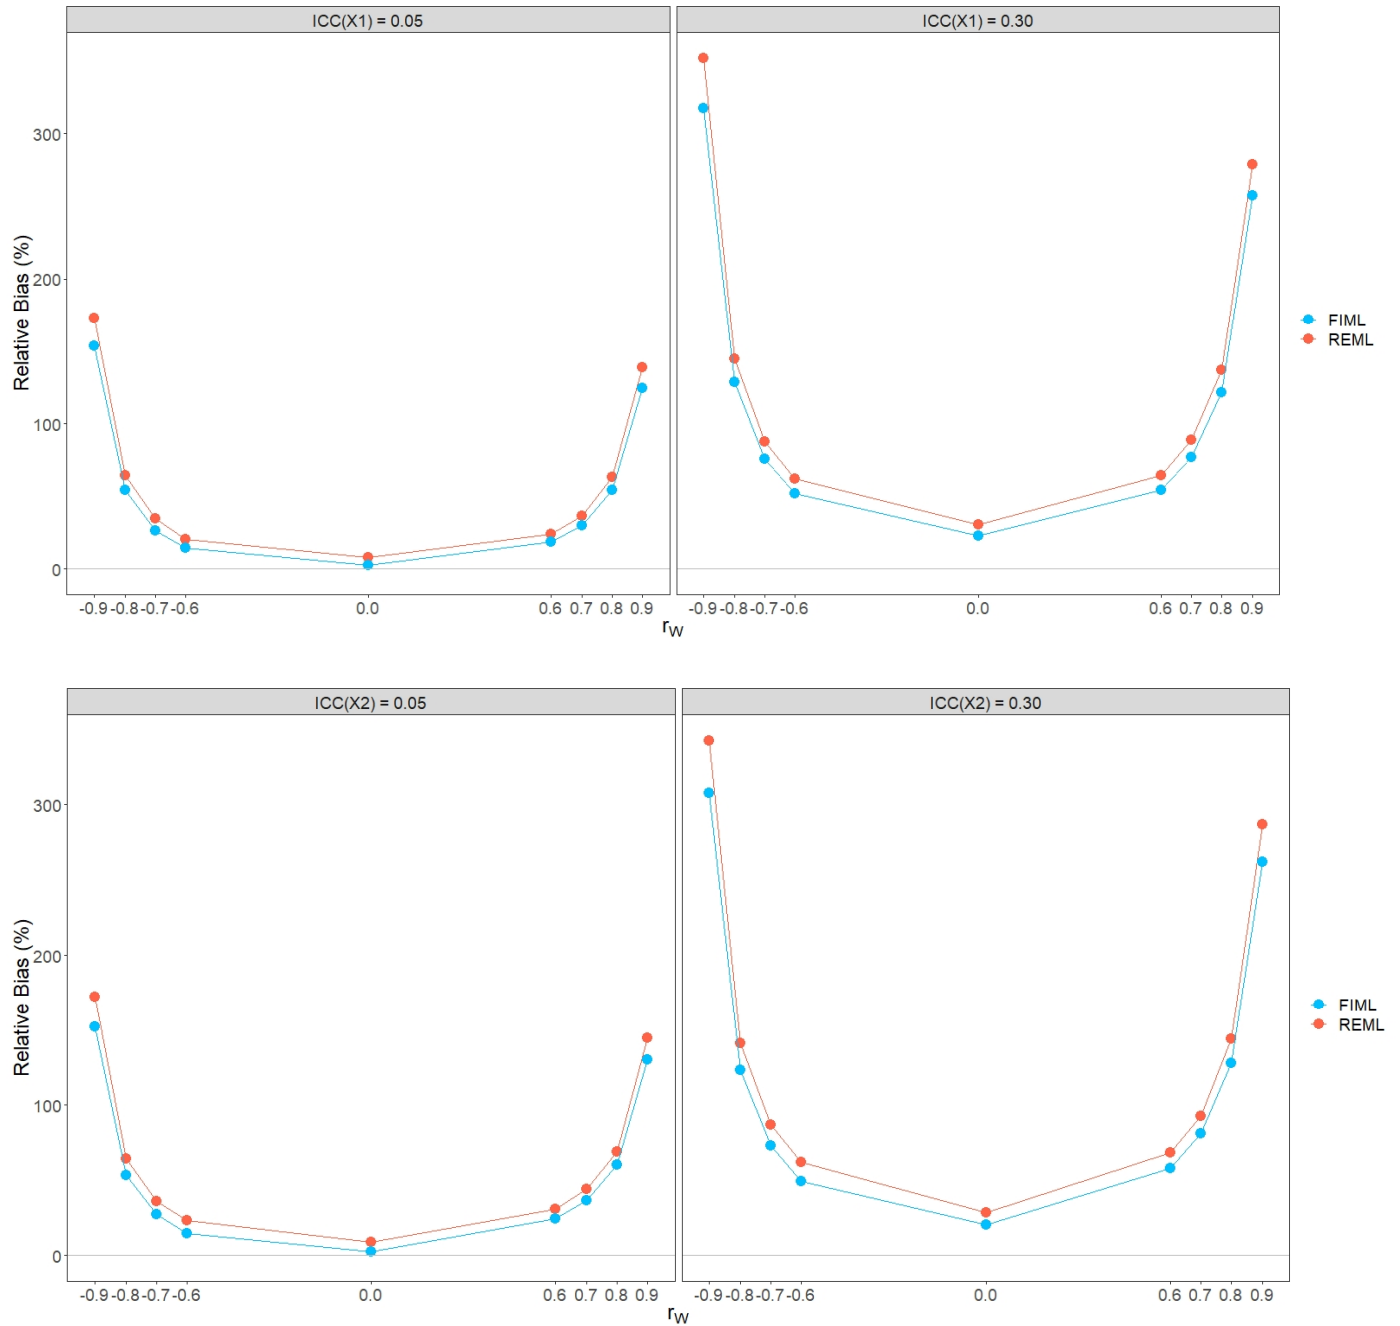 ICC(X1) = 0.05
ICC(X1) = 0.30
Relative Bias (%)
300
200
100
0
-0.9 -0.8 -0.7 -0.6 0.0 0.6 0.7 0.8 0.9
-0.9 -0.8 -0.7 -0.6 0.0 0.6 0.7 0.8 0.9
rW
FIML
REML
ICC(X2) = 0.05
ICC(X2) = 0.30
Relative Bias (%)
300
200
100
0
-0.9 -0.8 -0.7 -0.6 0.0 0.6 0.7 0.8 0.9
-0.9 -0.8 -0.7 -0.6 0.0 0.6 0.7 0.8 0.9
rW
FIML
REML